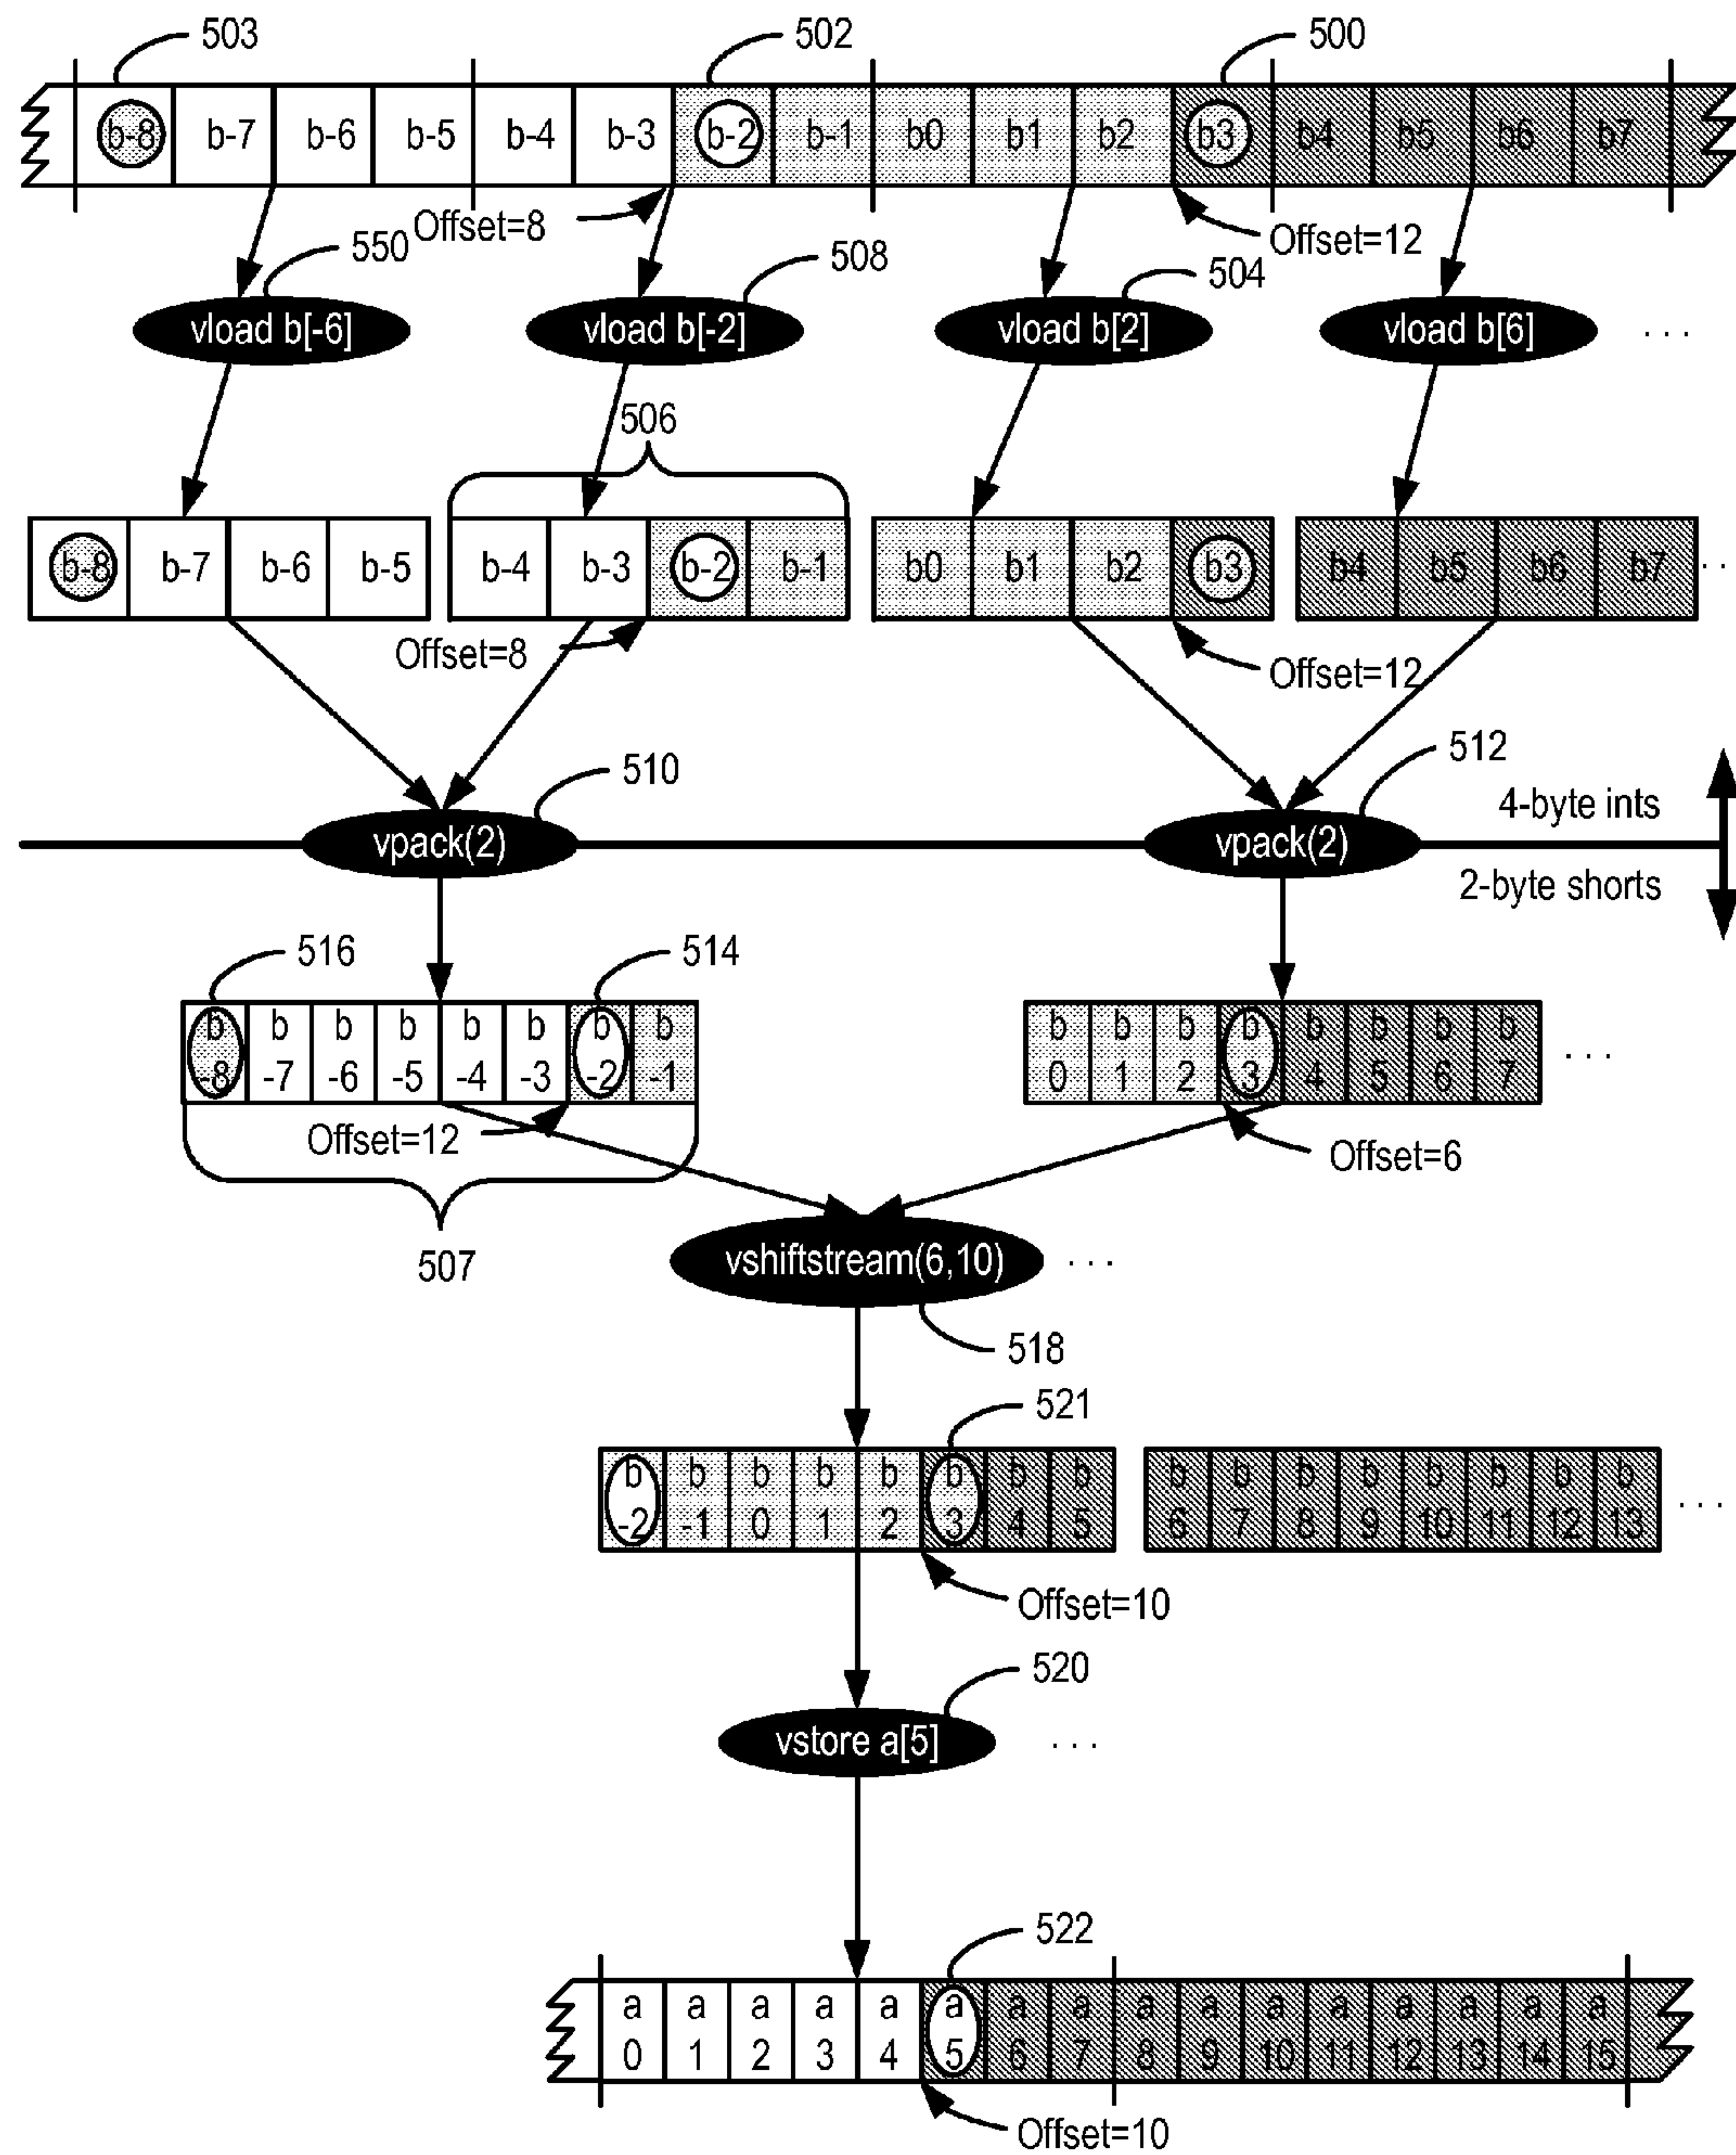 503 502 500
b-8 b-7 b-6 b-5 b-4 b-3 b-2 b-1 b0 b1 b2 b3 b4 b5 b6 b7
Offset=8 Offset=12
550 508 504
vload b[-6] vload b[-2] vload b[2] vload b[6] . . .
506
b-8 b-7 b-6 b-5 b-4 b-3 b-2 b-1 b0 b1 b2 b3 b4 b5 b6 b7 . .
Offset=8 Offset=12
510 512
4-byte ints
vpack(2) vpack(2)
2-byte shorts
516 514
b b b b b b b b b b b b b b b b
-8 -7 -6 -5 -4 -3 -2 -1 0 1 2 3 4 5 6 7 . . .
Offset=12 Offset=6
507 vshiftstream(6,10) . . .
518
521
b b b b b b b b b b b b b b b b
-2 -1 0 1 2 3 4 5 6 7 8 9 10 11 12 13 . . .
Offset=10
520
vstore a[5] . . .
522
a a a a a a a a a a a a a a a a
0 1 2 3 4 5 6 7 8 9 10 11 12 13 14 15
Offset=10